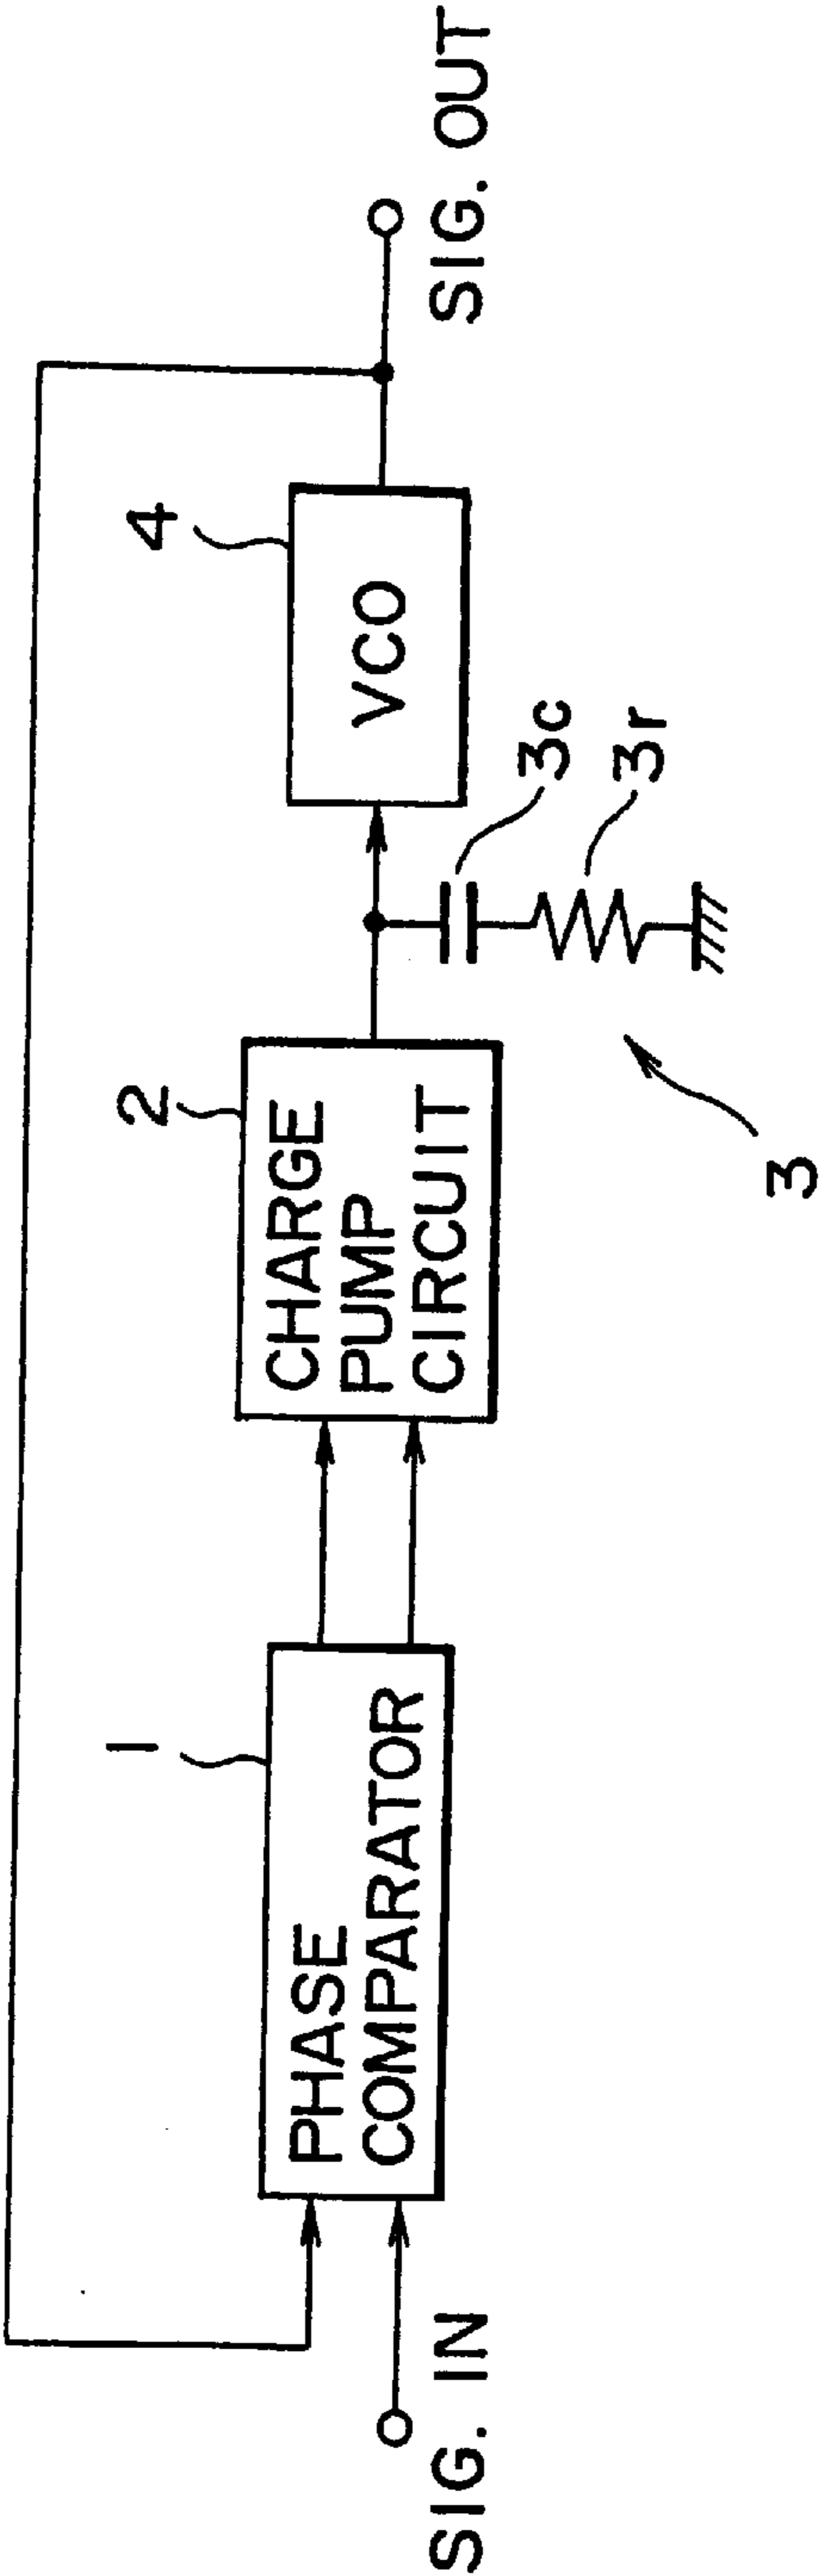 1
PHASE
COMPARATOR
2
CHARGE
PUMP
CIRCUIT
4
VCO
3c
3r
3
SIG. IN
SIG. OUT